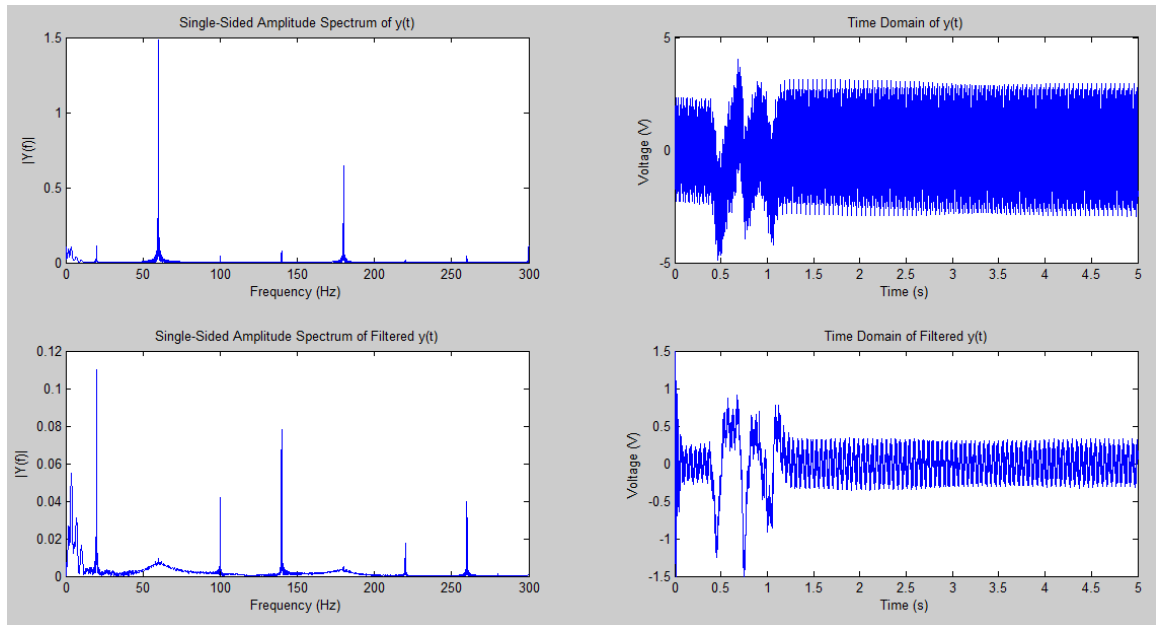 Single-Sided Amplitude Spectrum of y(t)
1.5
1
0.5
0
|Y(f)|
0 50 100 150 200 250 300
Frequency (Hz)
Time Domain of y(t)
5
0
-5
Voltage (V)
0 0.5 1 1.5 2 2.5 3 3.5 4 4.5 5
Time (s)
Single-Sided Amplitude Spectrum of Filtered y(t)
0.12
0.1
0.08
0.06
0.04
0.02
0
|Y(f)|
0 50 100 150 200 250 300
Frequency (Hz)
Time Domain of Filtered y(t)
1.5
1
0.5
0
-0.5
-1
-1.5
Voltage (V)
0 0.5 1 1.5 2 2.5 3 3.5 4 4.5 5
Time (s)